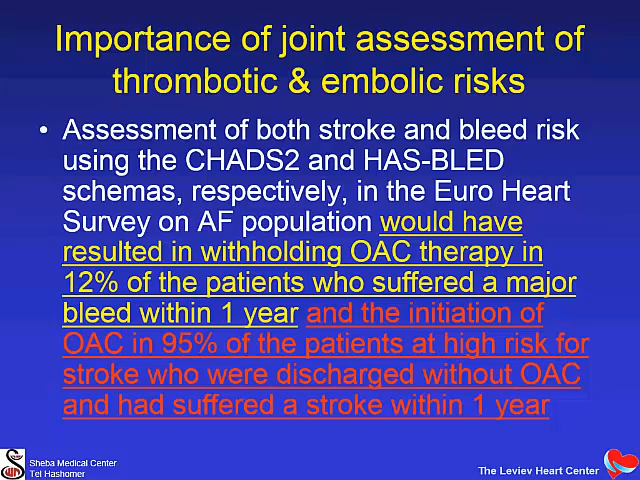 Importance of joint assessment of
thrombotic & embolic risks
• Assessment of both stroke and bleed risk
using the CHADS2 and HAS-BLED
schemas, respectively, in the Euro Heart
Survey on AF population would have
resulted in withholding OAC therapy in
12% of the patients who suffered a major
bleed within 1 year and the initiation of
OAC in 95% of the patients at high risk for
stroke who were discharged without OAC
and had suffered a stroke within 1 year
Sheba Medical Center
Tel Hashomer
The Leviev Heart Center